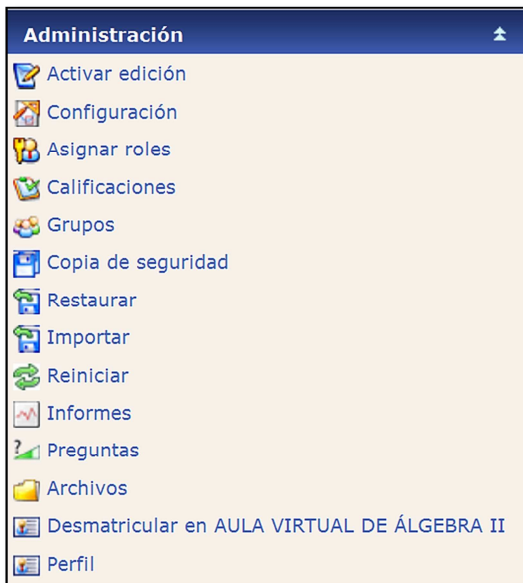 Administración
Activar edición
Configuración
Asignar roles
Calificaciones
Grupos
Copia de seguridad
Restaurar
Importar
Reiniciar
Informes
Preguntas
Archivos
Desmatricular en AULA VIRTUAL DE ÁLGEBRA II
Perfil